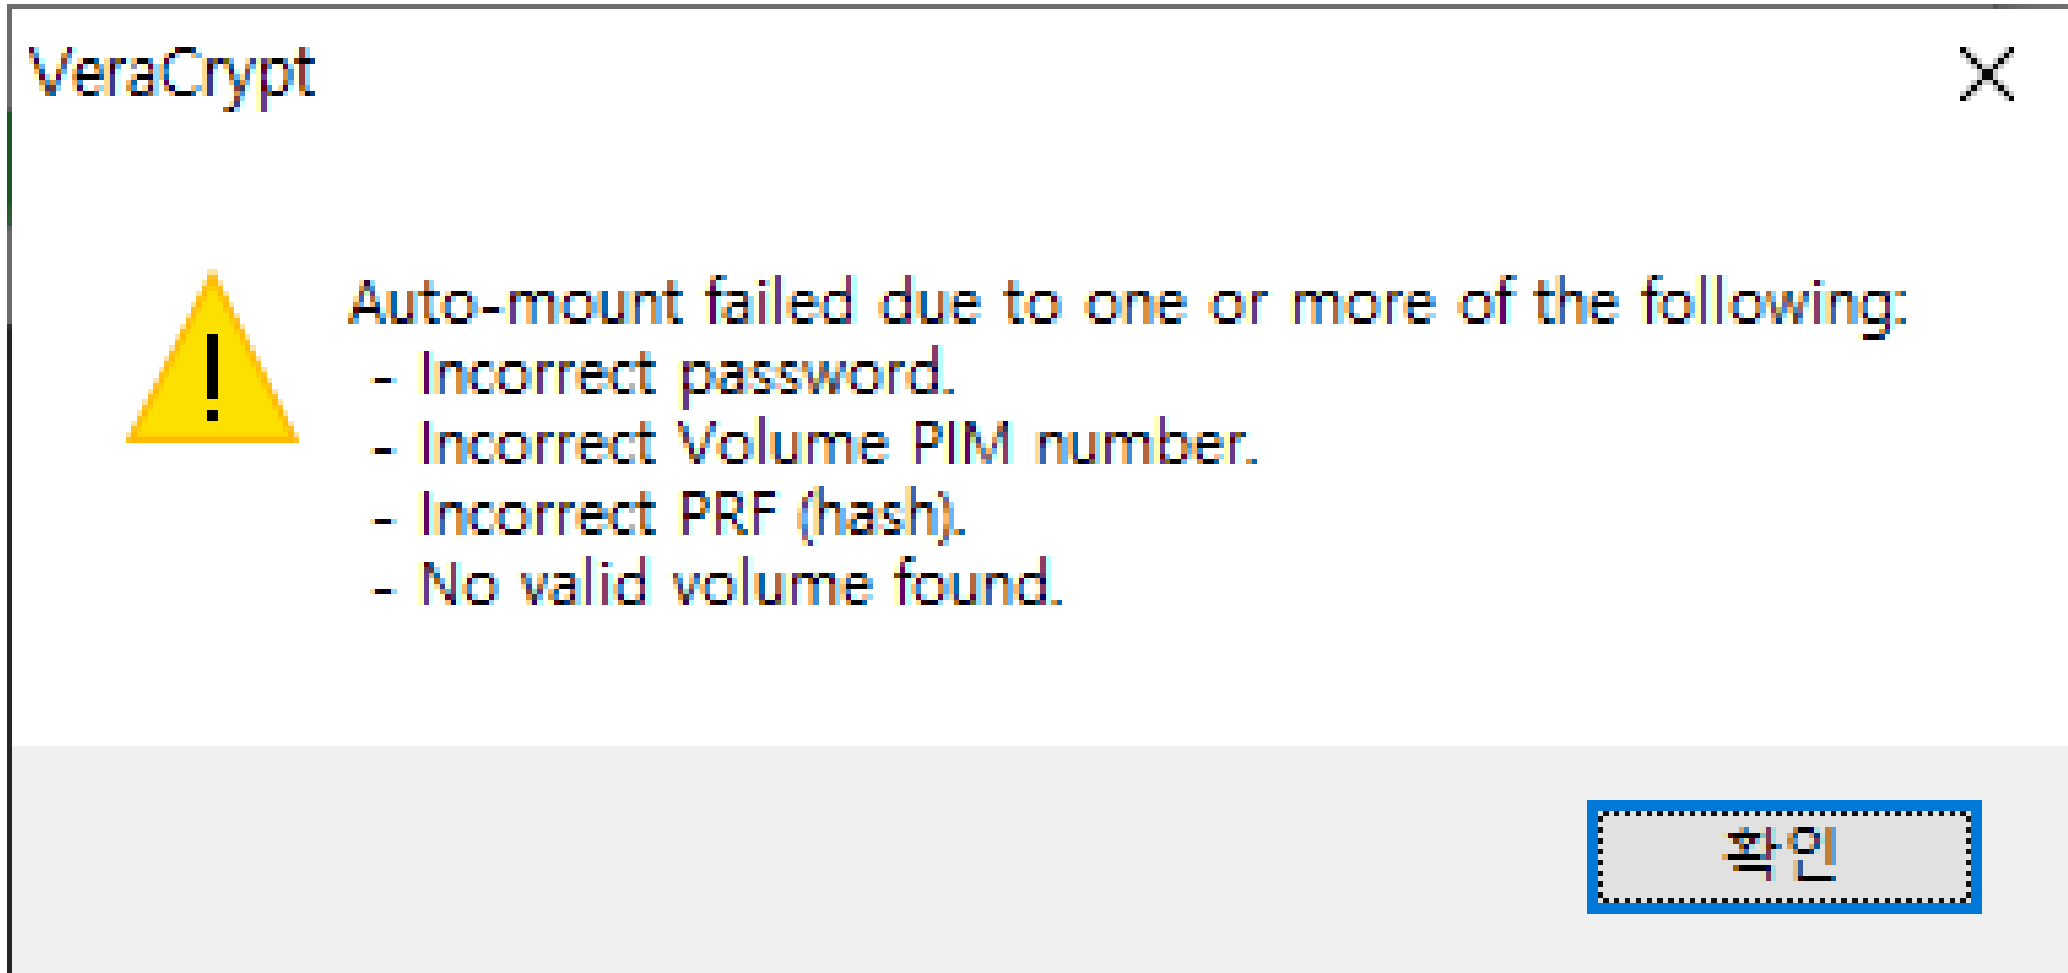 VeraCrypt
Auto-mount failed due to one or more of the following:
- Incorrect password.
- Incorrect Volume PIM number.
- Incorrect PRF (hash).
- No valid volume found.
확인